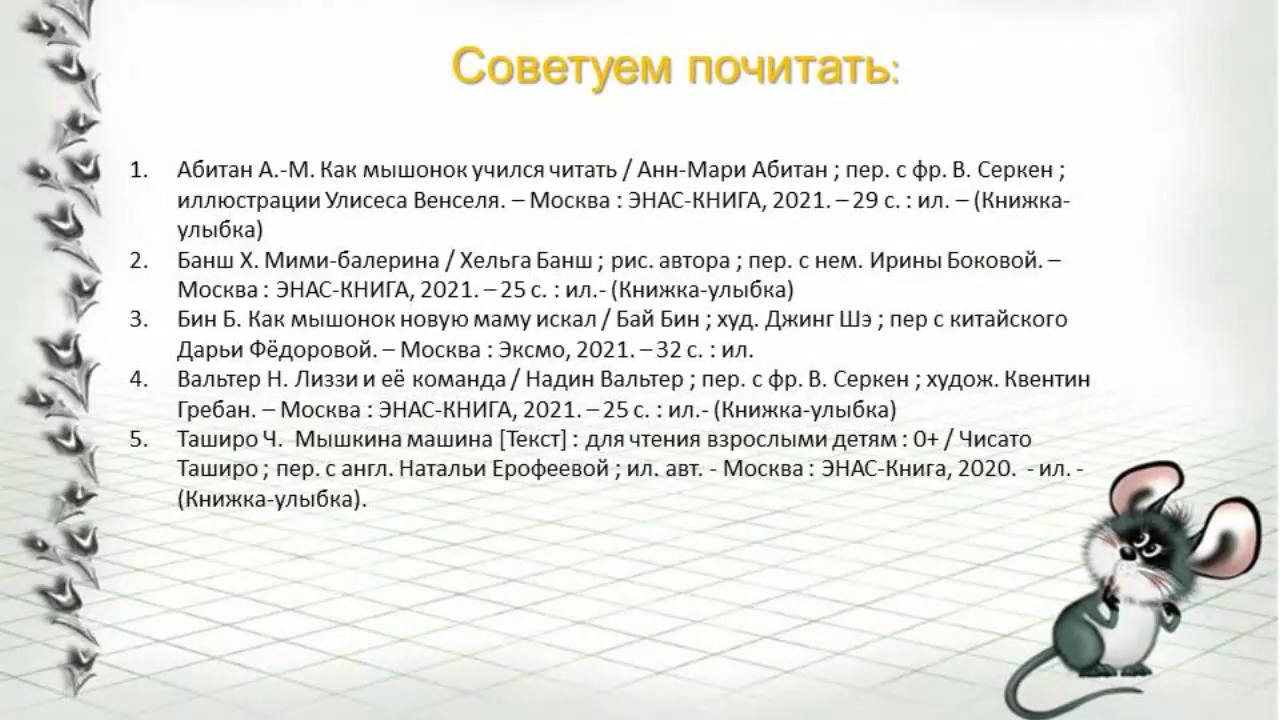 Советуем почитать:
1. Абитан А.-М. Как мышонок учился читать / Анн-Мари Абитан ; пер. с фр. В. Серкен ;
иллюстрации Улисеса Венселя. – Москва : ЭНАС-КНИГА, 2021. – 29 с. : ил. – (Книжка-
улыбка)
2. Банш Х. Мими-балерина / Хельга Банш ; рис. автора ; пер. с нем. Ирины Боковой. –
Москва : ЭНАС-КНИГА, 2021. – 25 с. : ил.- (Книжка-улыбка)
3. Бин Б. Как мышонок новую маму искал / Бай Бин ; худ. Джинг Шэ ; пер с китайского
Дарьи Фёдоровой. – Москва : Эксмо, 2021. – 32 с. : ил.
4. Вальтер Н. Лиззи и её команда / Надин Вальтер ; пер. с фр. В. Серкен ; худож. Квентин
Гребан. – Москва : ЭНАС-КНИГА, 2021. – 25 с. : ил.- (Книжка-улыбка)
5. Таширо Ч.  Мышкина машина [Текст] : для чтения взрослыми детям : 0+ / Чисато
Таширо ; пер. с англ. Натальи Ерофеевой ; ил. авт. - Москва : ЭНАС-Книга, 2020.  - ил. -
(Книжка-улыбка).